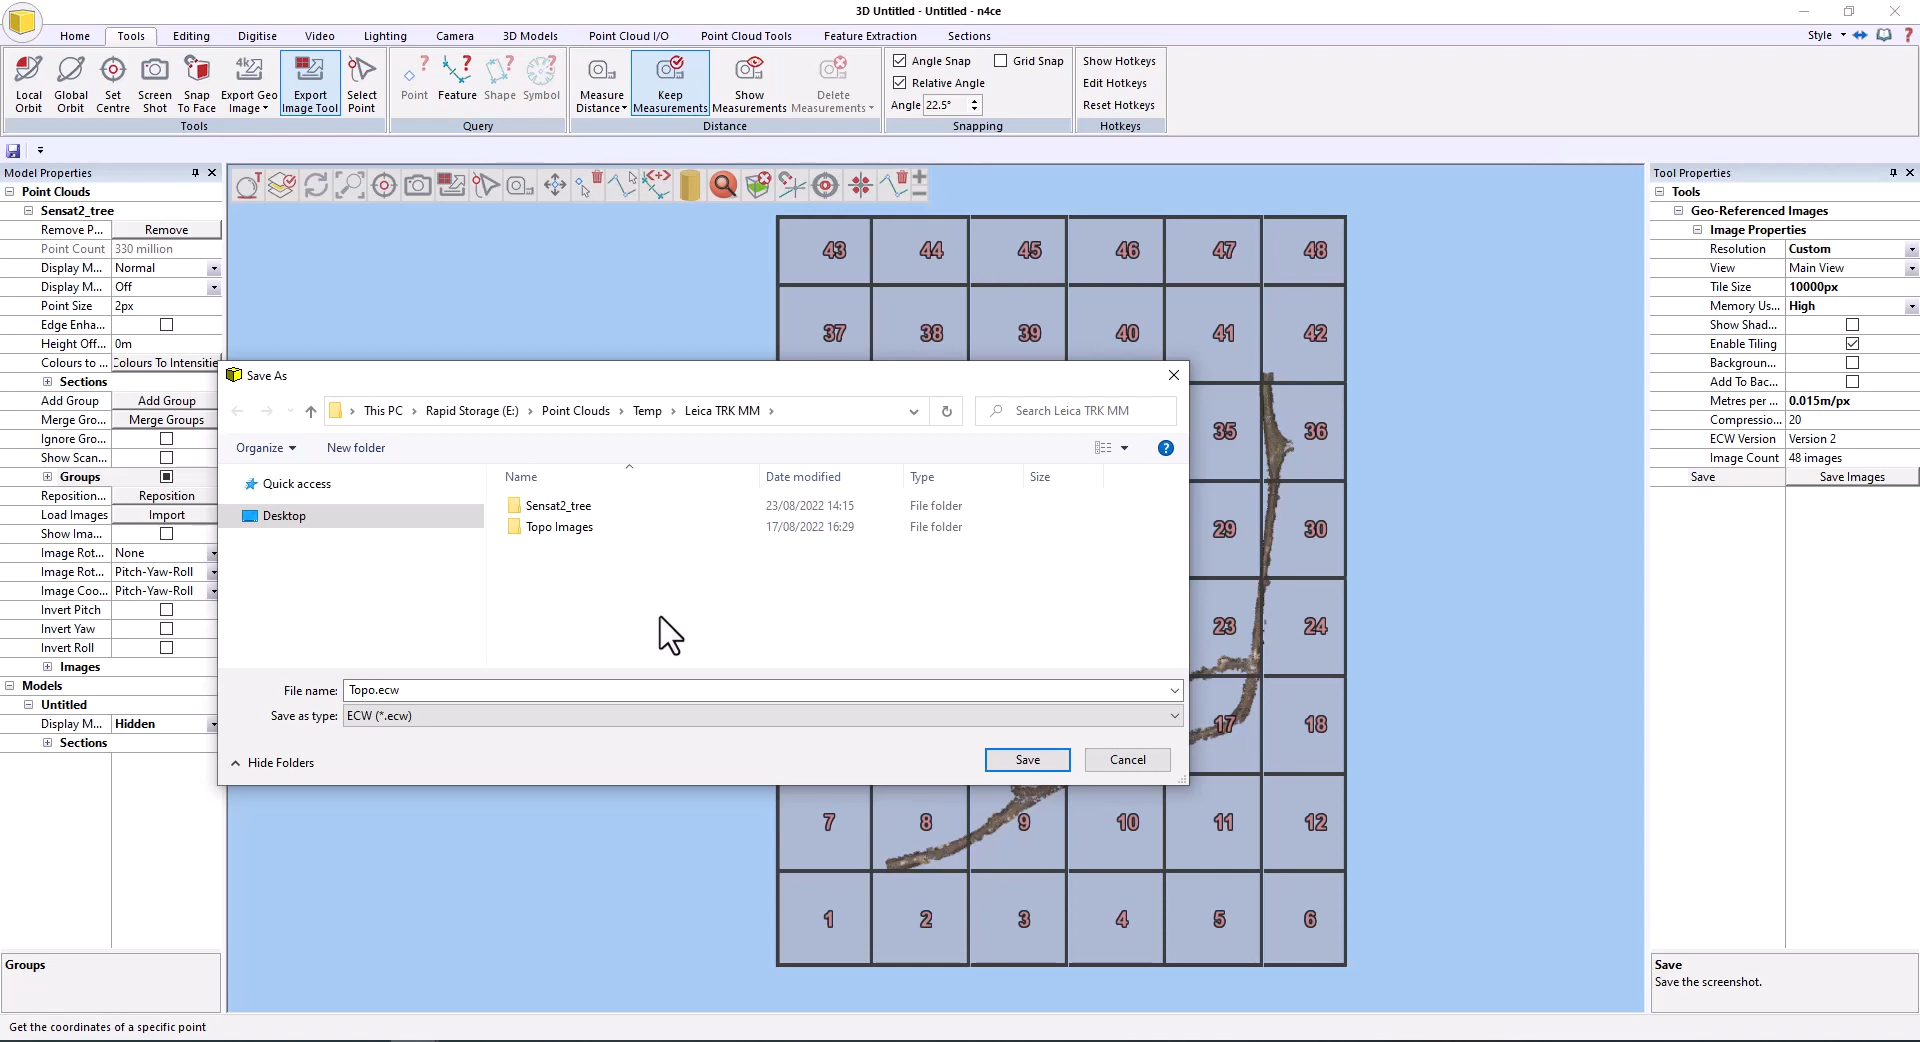 3D Untitled - Untitled - n4ce
Home Tools Editing Digitise Video Lighting Camera 3D Models Point Cloud I/O Point Cloud Tools Feature Extraction Sections Style
Local Orbit
Global Orbit
Set Centre
Screen Shot
Snap To Face
4k
Export Geo Image
Export Image Tool
Select Point
Point
Feature
Shape
Symbol
Measure Distance
Keep Measurements
Show Measurements
Delete Measurements
Angle Snap Grid Snap
Relative Angle
Angle 22.5°
Show Hotkeys
Edit Hotkeys
Reset Hotkeys
Tools Query Distance Snapping Hotkeys
Model Properties
Point Clouds
Sensat2_tree
Remove P... Remove
Point Count 330 million
Display M... Normal
Display M... Off
Point Size 2px
Edge Enha...
Height Off... 0m
Colours to ... Colours To Intensitie
Sections
Add Group Add Group
Merge Gro... Merge Groups
Ignore Gro...
Show Scan...
Groups
Reposition... Reposition
Load Images Import
Show Ima...
Image Rot... None
Image Rot... Pitch-Yaw-Roll
Image Coo... Pitch-Yaw-Roll
Invert Pitch
Invert Yaw
Invert Roll
Images
Models
Untitled
Display M... Hidden
Sections
Groups
Get the coordinates of a specific point
43 44 45 46 47 48
37 38 39 40 41 42
35 36
29 30
23 24
17 18
7 8 9 10 11 12
1 2 3 4 5 6
Save As
This PC > Rapid Storage (E:) > Point Clouds > Temp > Leica TRK MM >
Search Leica TRK MM
Organize New folder
Quick access
Desktop
Name Date modified Type Size
Sensat2_tree 23/08/2022 14:15 File folder
Topo Images 17/08/2022 16:29 File folder
File name: Topo.ecw
Save as type: ECW (*.ecw)
Hide Folders
Save Cancel
Tool Properties
Tools
Geo-Referenced Images
Image Properties
Resolution Custom
View Main View
Tile Size 10000px
Memory Us... High
Show Shad...
Enable Tiling
Backgroun...
Add To Bac...
Metres per ... 0.015m/px
Compressio... 20
ECW Version Version 2
Image Count 48 images
Save Save Images
Save
Save the screenshot.